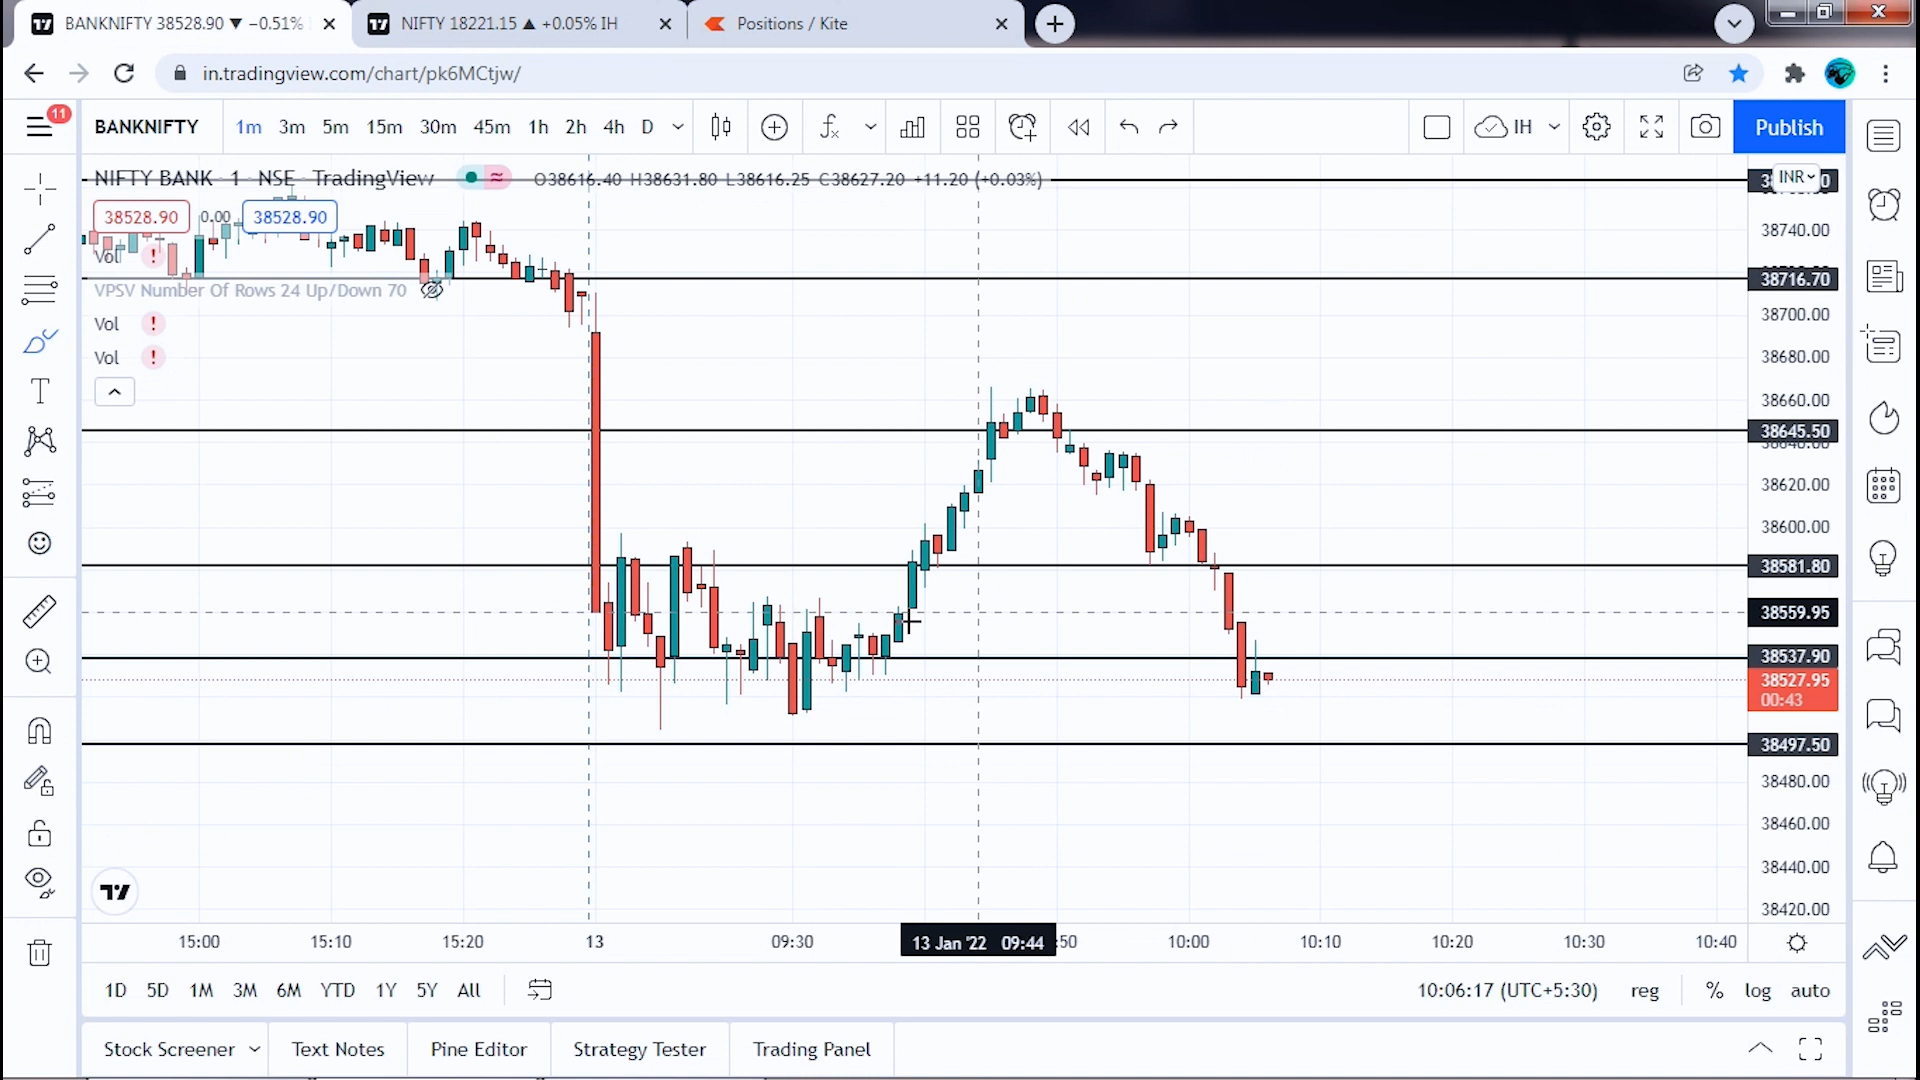 BANKNIFTY 38528.90 ▼ −0.51%
NIFTY 18221.15 ▲ +0.05% IH
Positions / Kite
in.tradingview.com/chart/pk6MCtjw/
11
BANKNIFTY 1m 3m 5m 15m 30m 45m 1h 2h 4h D
IH
Publish
NIFTY BANK · 1 · NSE · TradingView
O38616.40 H38631.80 L38616.25 C38627.20 +11.20 (+0.03%)
INR
38528.90 0.00 38528.90
Vol !
VPSV Number Of Rows 24 Up/Down 70
Vol !
Vol !
38740.00
38716.70
38700.00
38680.00
38660.00
38645.50
38620.00
38600.00
38581.80
38559.95
38537.90
38527.95
00:43
38497.50
38480.00
38460.00
38440.00
38420.00
15:00 15:10 15:20 13 09:30 13 Jan '22 09:44 :50 10:00 10:10 10:20 10:30 10:40
1D 5D 1M 3M 6M YTD 1Y 5Y All
10:06:17 (UTC+5:30) reg % log auto
Stock Screener Text Notes Pine Editor Strategy Tester Trading Panel